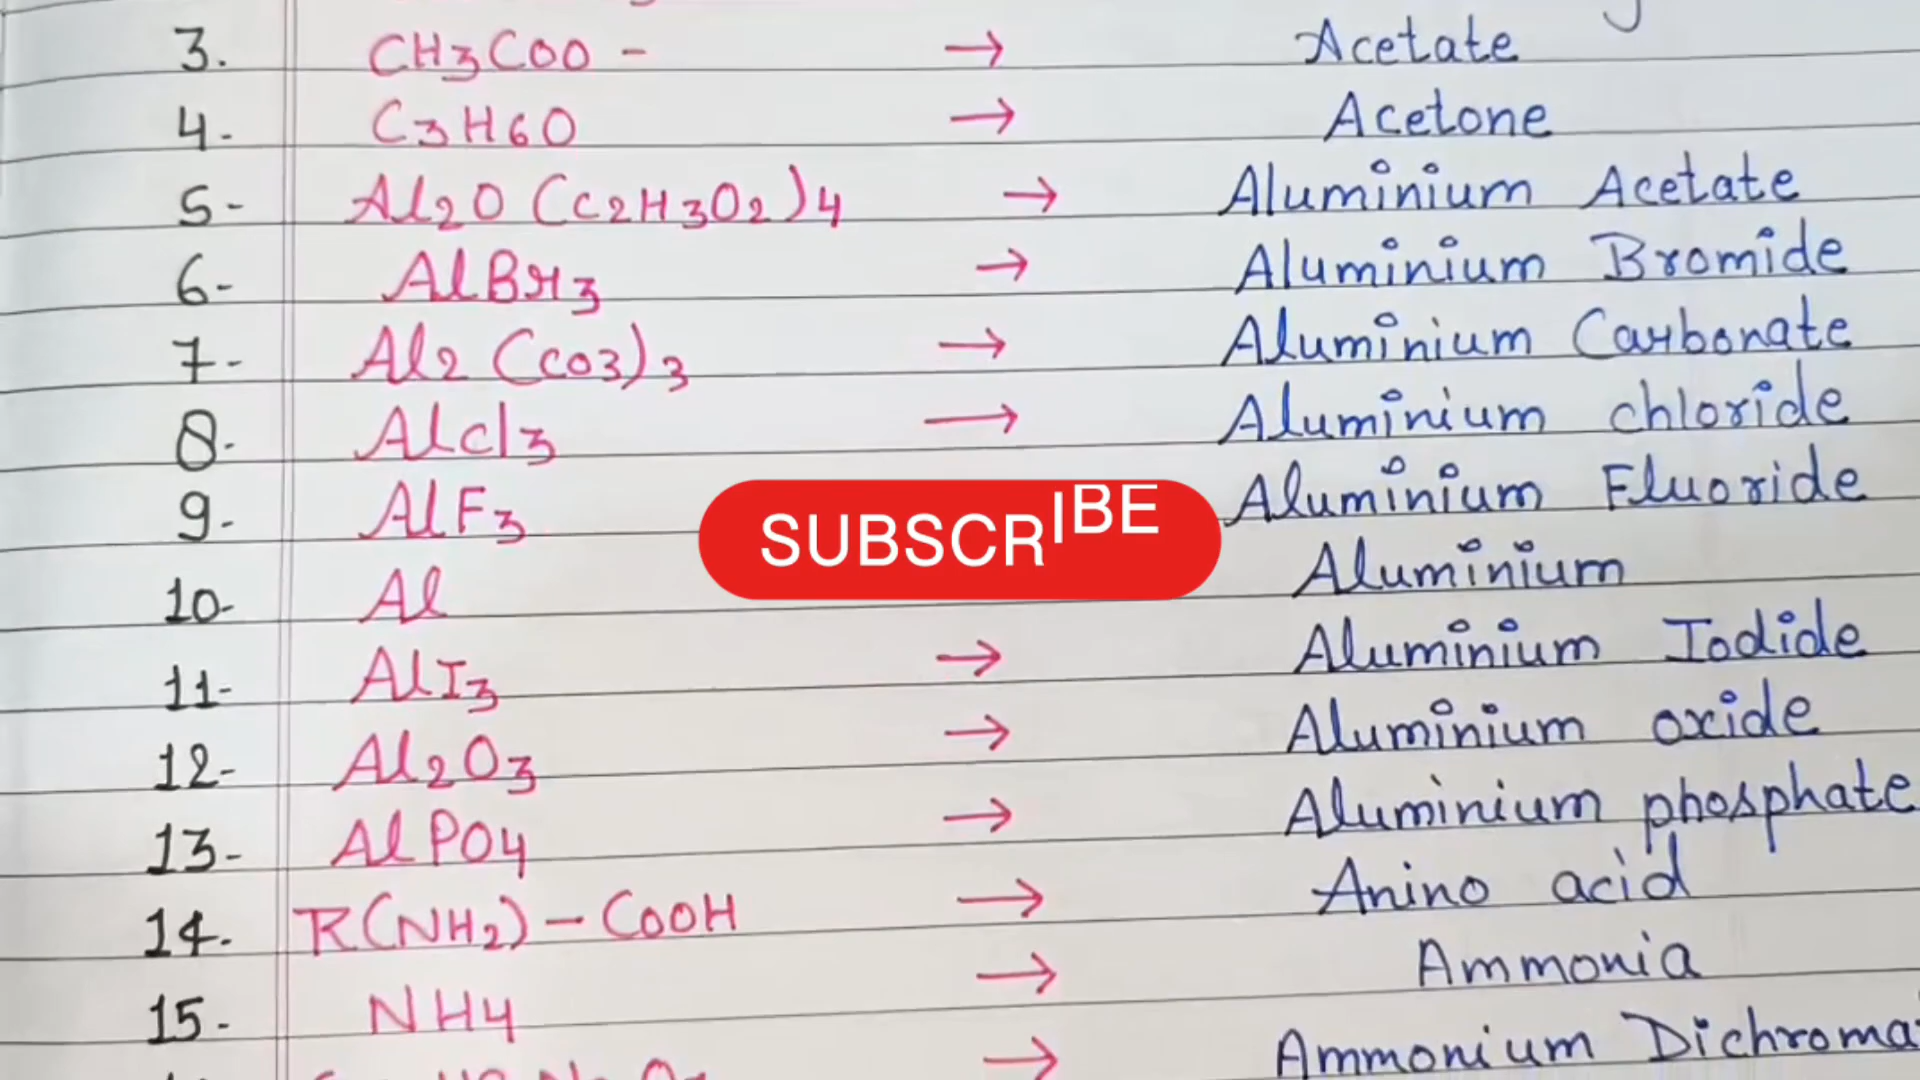 3. CH3COO - → Acetate
4- C3H6O → Acetone
5- Al2O (C2H3O2)4 → Aluminium Acetate
6- AlBr3 → Aluminium Bromide
7- Al2 (CO3)3 → Aluminium Carbonate
8- AlCl3 → Aluminium chloride
9- AlF3 Aluminium Fluoride
SUBSCRIBE
10- Al Aluminium
11- AlI3 → Aluminium Iodide
12- Al2O3 → Aluminium oxide
13- AlPO4 → Aluminium phosphate
14- R(NH2) - COOH → Anino acid
15- NH4 → Ammonia
→ Ammonium Dichroma